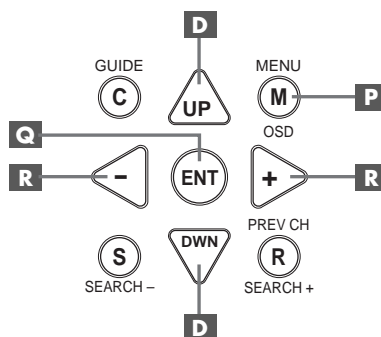 D
GUIDE
MENU
C
UP
M
P
OSD
Q
R
-
ENT
+
R
PREV CH
S
DWN
R
SEARCH –
SEARCH +
D